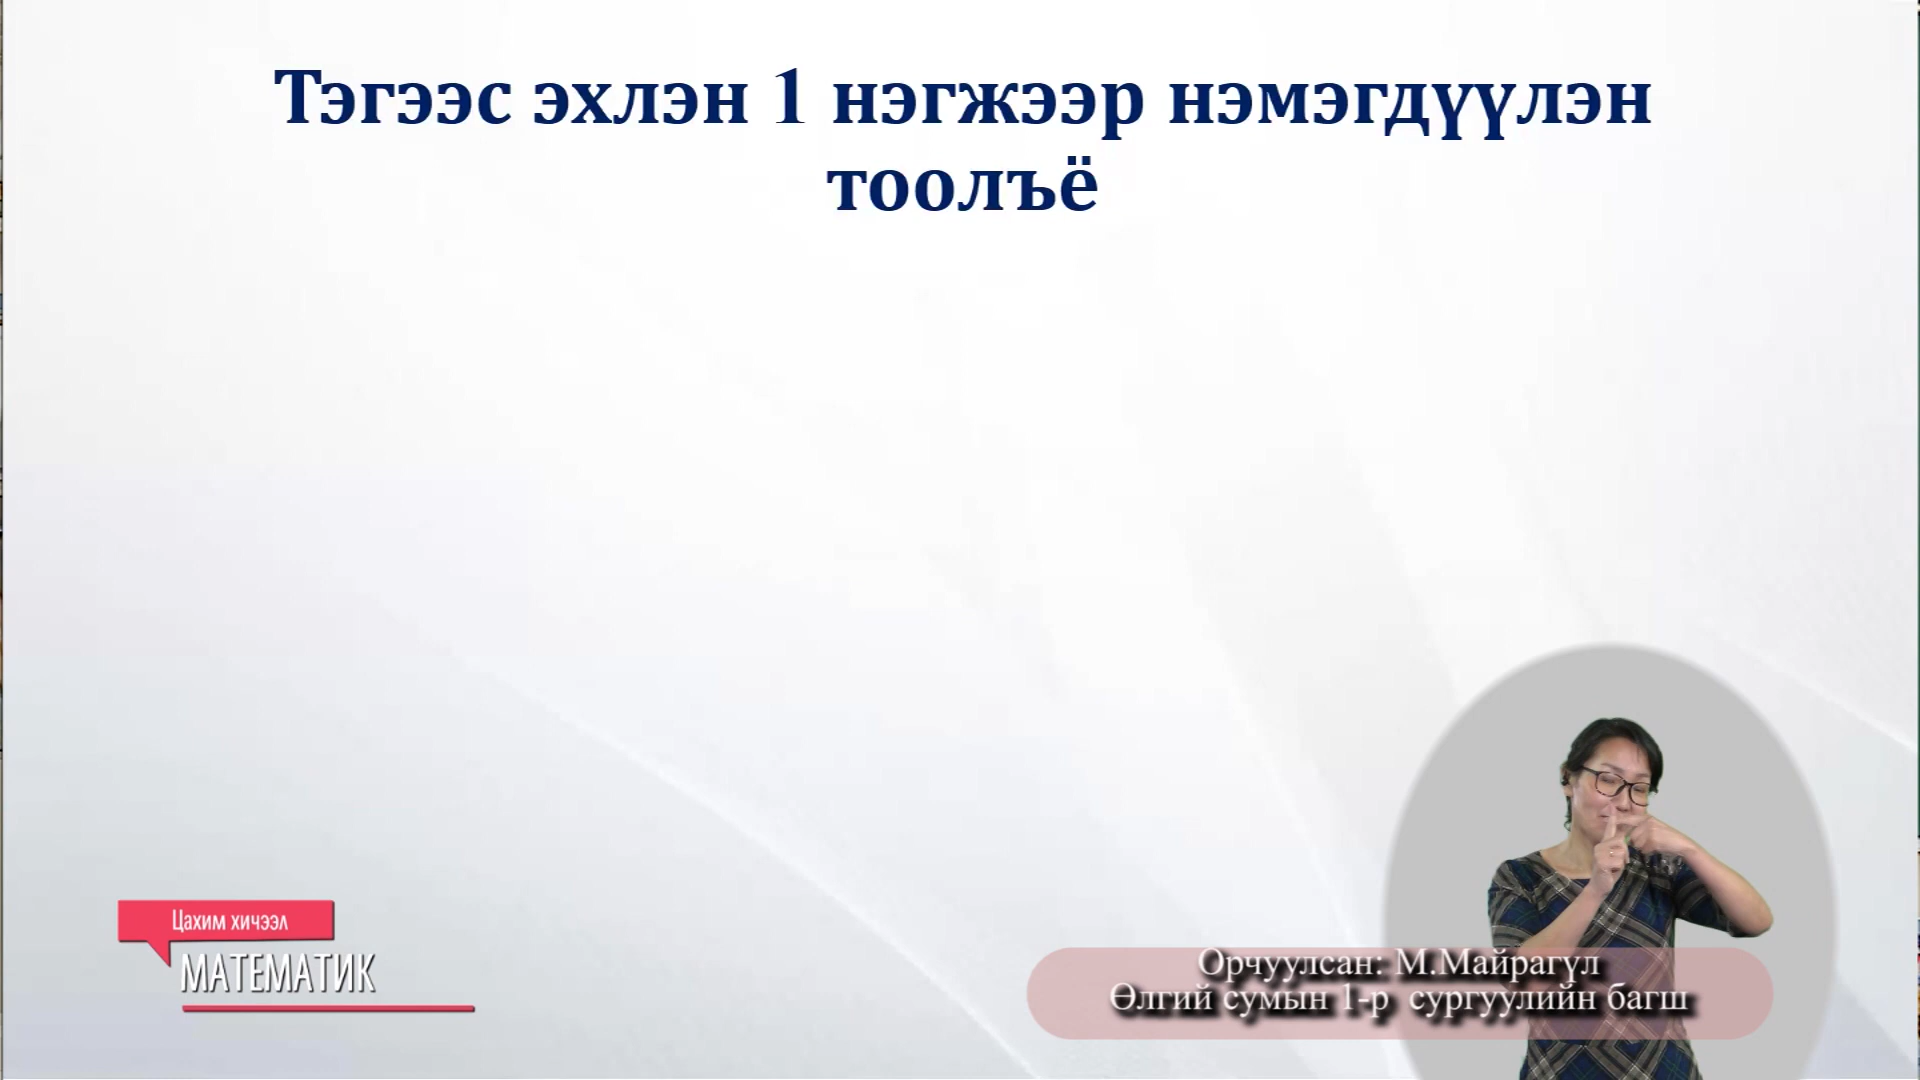 Тэгээс эхлэн 1 нэгжээр нэмэгдүүлэн
тоолъё
Цахим хичээл
МАТЕМАТИК
Орчуулсан: М.Майрагүл
Өлгий сумын 1-р сургуулийн багш